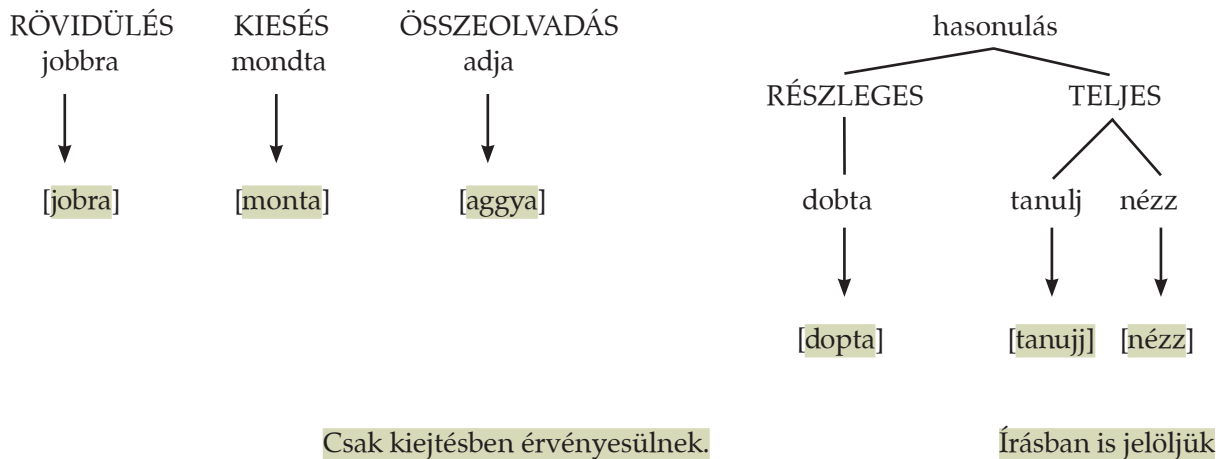 RÖVIDÜLÉS KIESÉS ÖSSZEOLVADÁS hasonulás
jobbra mondta adja
RÉSZLEGES TELJES
[jobra] [monta] [aggya] dobta tanulj nézz
[dopta] [tanujj] [nézz]
Csak kiejtésben érvényesülnek. Írásban is jelöljük